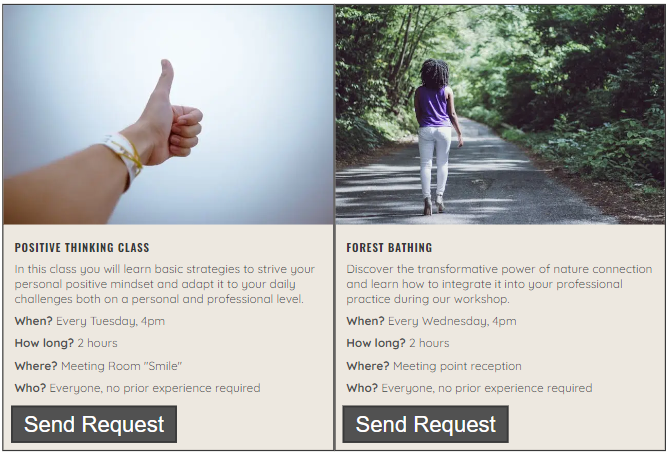 POSITIVE THINKING CLASS
In this class you will learn basic strategies to strive your
personal positive mindset and adapt it to your daily
challenges both on a personal and professional level.
When? Every Tuesday, 4pm
How long? 2 hours
Where? Meeting Room "Smile"
Who? Everyone, no prior experience required
Send Request
FOREST BATHING
Discover the transformative power of nature connection
and learn how to integrate it into your professional
practice during our workshop.
When? Every Wednesday, 4pm
How long? 2 hours
Where? Meeting point reception
Who? Everyone, no prior experience required
Send Request